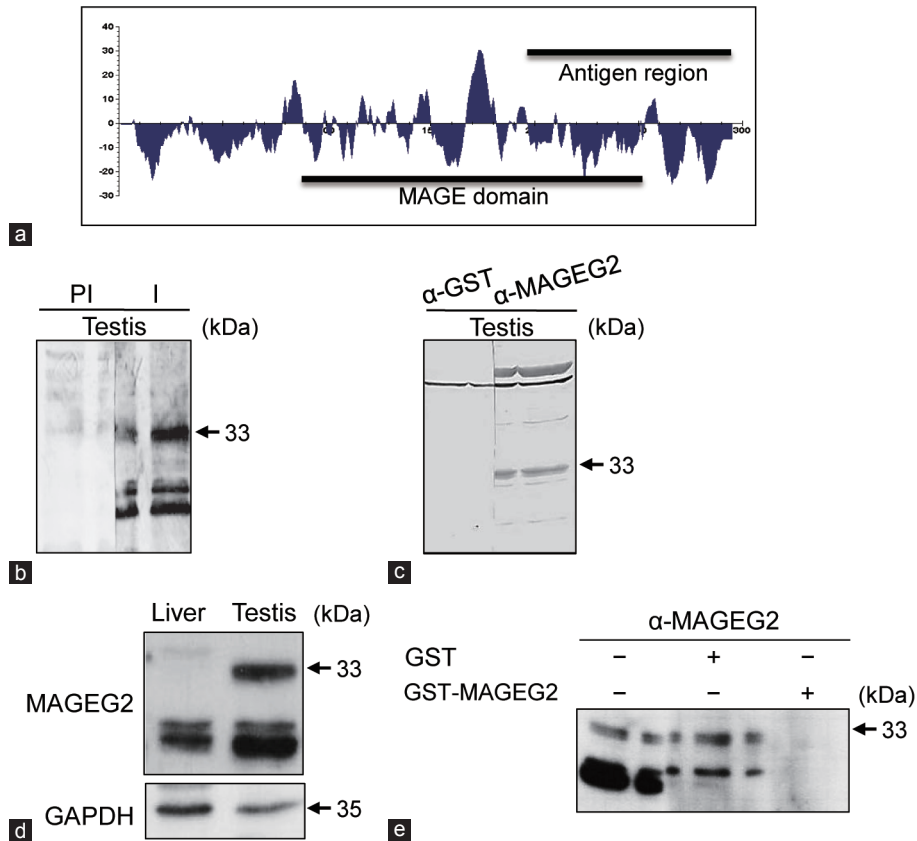 40
30
20
10
0
-10
-20
-30
300
Antigen region
MAGE domain
a
PI I
Testis (kDa)
33
b
α-GST α-MAGEG2
Testis (kDa)
33
c
Liver Testis (kDa)
MAGEG2
33
GAPDH
35
d
α-MAGEG2
GST – + –
GST-MAGEG2 – – + (kDa)
33
e